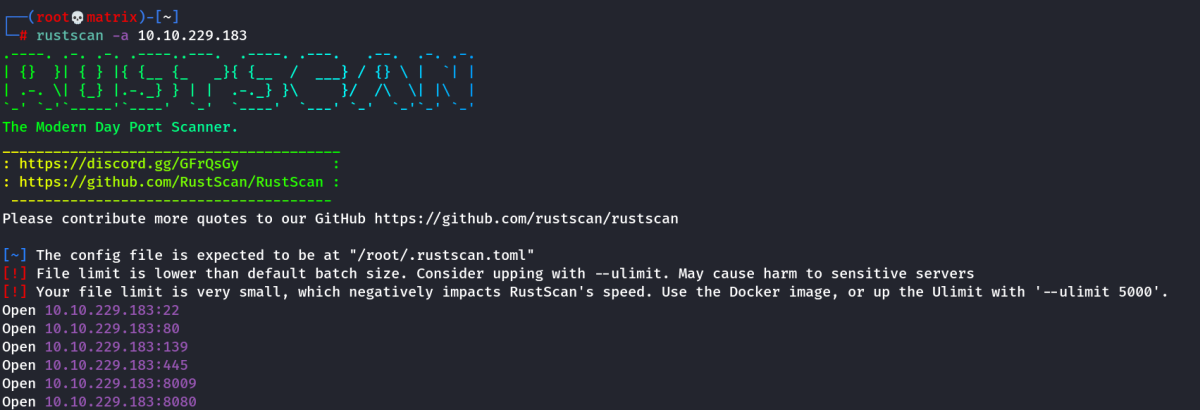 ┌──(root💀matrix)-[~]
└─# rustscan -a 10.10.229.183
.----. .-. .-. .----..---.  .----. .---.   .--.  .-. .-.
| {}  }| { } |{ {__ {_   _}{ {__  /  ___} / {} \ |  `| |
| .-. \| {_} |.-._} } | |  .-._} }\     }/  /\  \| |\  |
`-' `-'`-----'`----'  `-'  `----'  `---' `-'  `-'`-' `-'
The Modern Day Port Scanner.
________________________________________
: https://discord.gg/GFrQsGy           :
: https://github.com/RustScan/RustScan :
 --------------------------------------
Please contribute more quotes to our GitHub https://github.com/rustscan/rustscan

[~] The config file is expected to be at "/root/.rustscan.toml"
[!] File limit is lower than default batch size. Consider upping with --ulimit. May cause harm to sensitive servers
[!] Your file limit is very small, which negatively impacts RustScan's speed. Use the Docker image, or up the Ulimit with '--ulimit 5000'.
Open 10.10.229.183:22
Open 10.10.229.183:80
Open 10.10.229.183:139
Open 10.10.229.183:445
Open 10.10.229.183:8009
Open 10.10.229.183:8080